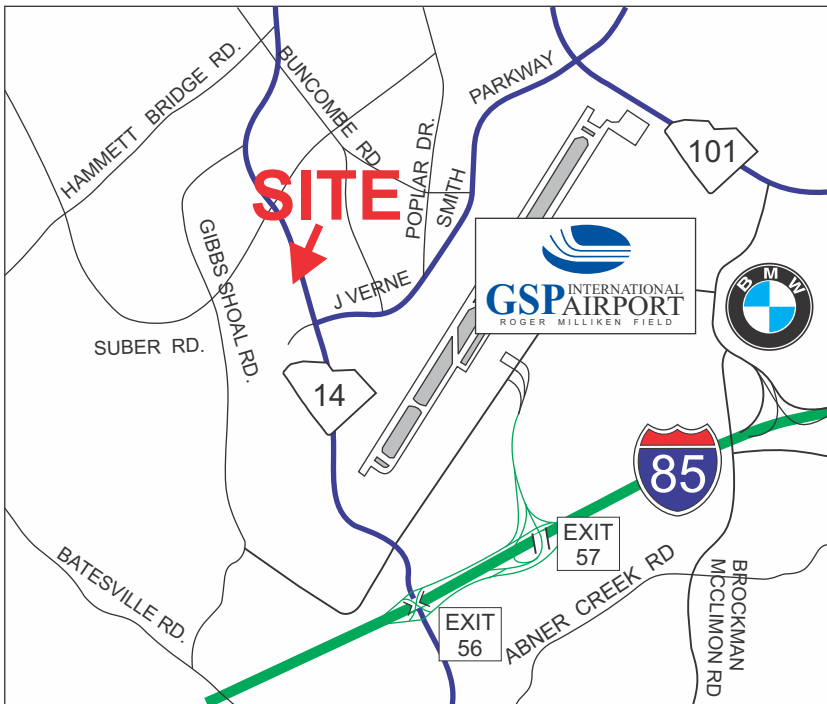 HAMMETT BRIDGE RD.
BUNCOMBE RD.
POPLAR DR.
PARKWAY
SMITH
J VERNE
101
SITE
GIBBS SHOAL RD.
SUBER RD.
14
GSP INTERNATIONAL
AIRPORT
ROGER MILLIKEN FIELD
BMW
85
EXIT
57
EXIT
56
BATESVILLE RD.
ABNER CREEK RD
BROCKMAN
MCCLIMON RD